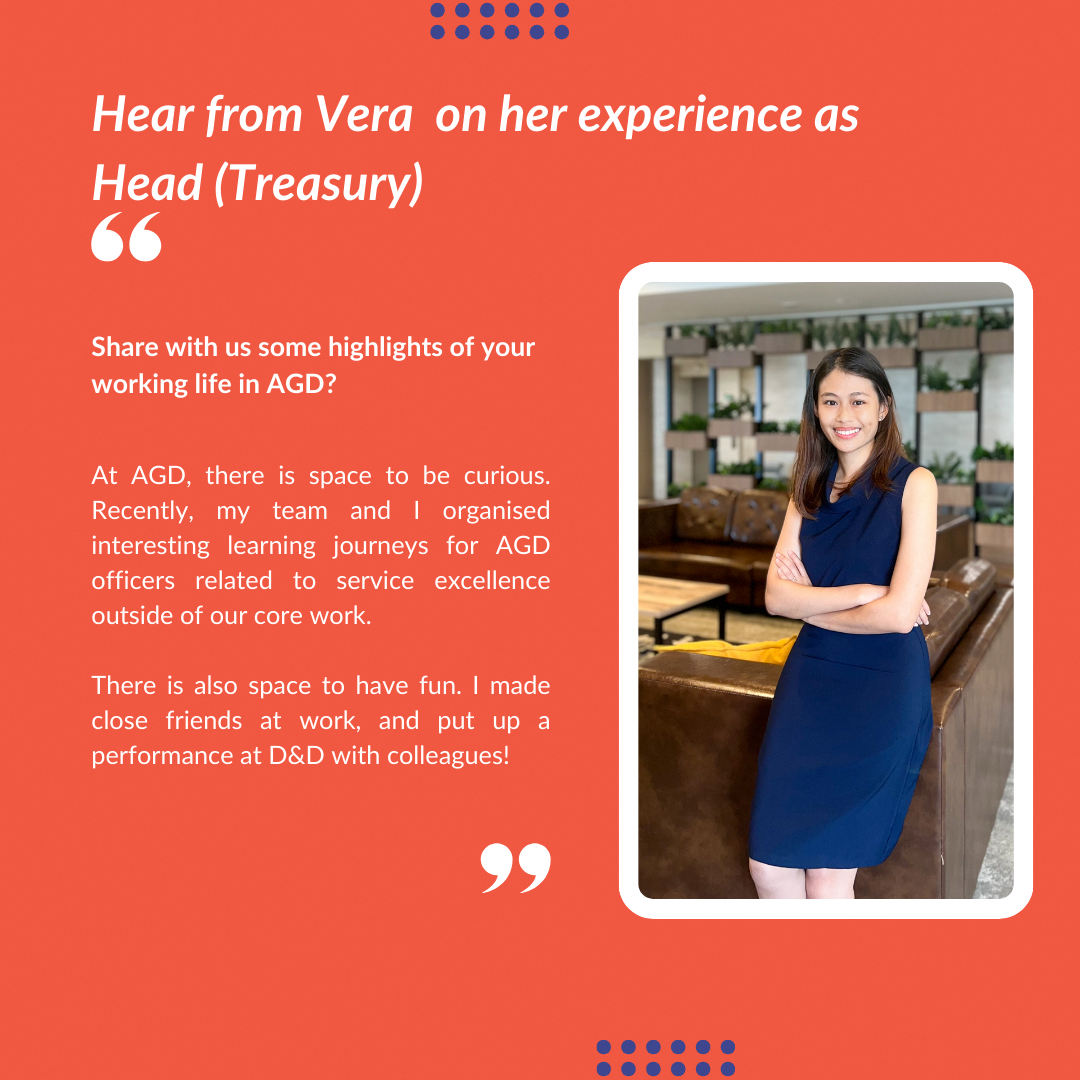 Hear from Vera  on her experience as
Head (Treasury)
“
Share with us some highlights of your
working life in AGD?
At AGD, there is space to be curious.
Recently, my team and I organised
interesting learning journeys for AGD
officers related to service excellence
outside of our core work.
There is also space to have fun. I made
close friends at work, and put up a
performance at D&D with colleagues!
”